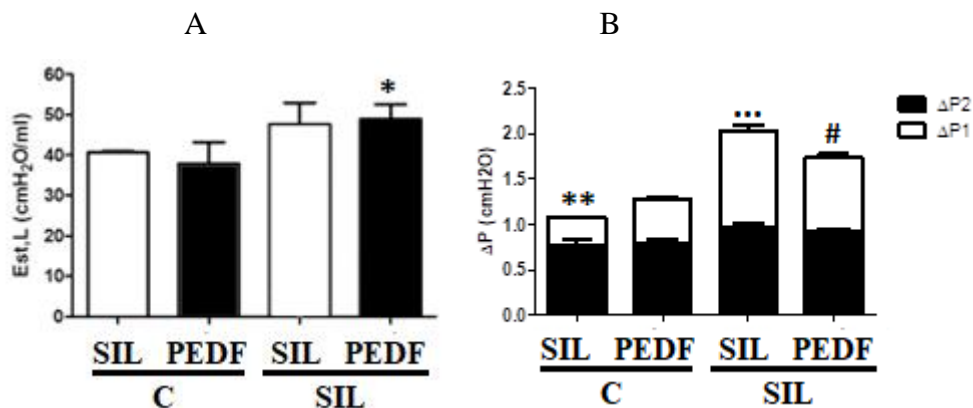 A
B
Est,L (cmH₂O/ml)
60
50
40
30
20
10
0
*
SIL PEDF SIL PEDF
C SIL
ΔP (cmH2O)
2.5
2.0
1.5
1.0
0.5
0.0
**
•••
#
ΔP2
ΔP1
SIL PEDF SIL PEDF
C SIL